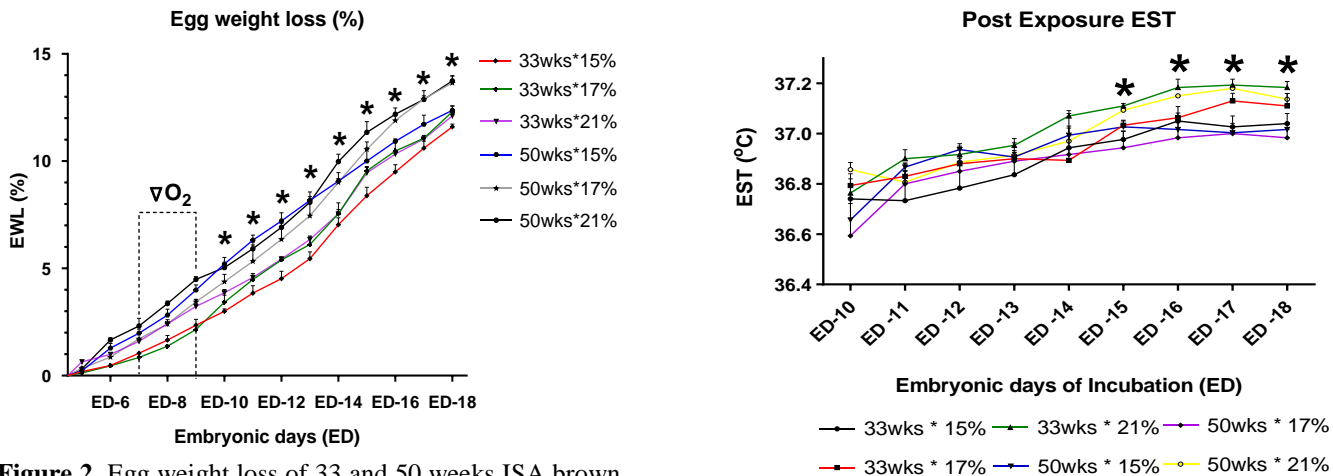 Egg weight loss (%)
15
10
5
0
EWL (%)
∇O₂
* * * * * * * * *
ED-6 ED-8 ED-10 ED-12 ED-14 ED-16 ED-18
Embryonic days (ED)
33wks*15%
33wks*17%
33wks*21%
50wks*15%
50wks*17%
50wks*21%
Figure 2. Egg weight loss of 33 and 50 weeks ISA brown
Post Exposure EST
37.2
37.0
36.8
36.6
36.4
EST (⁰C)
* * * *
ED -10 ED -11 ED -12 ED -13 ED -14 ED -15 ED -16 ED -17 ED -18
Embryonic days of Incubation (ED)
33wks * 15% 33wks * 21% 50wks * 17%
33wks * 17% 50wks * 15% 50wks * 21%